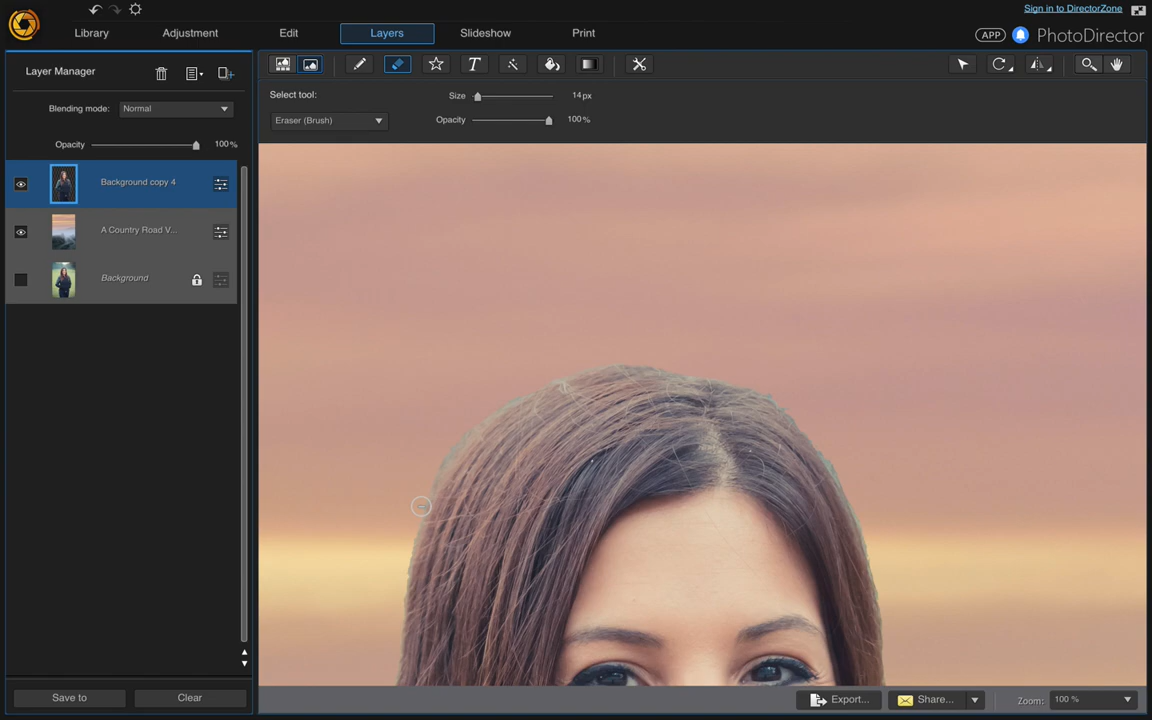 Sign in to DirectorZone
Library
Adjustment
Edit
Layers
Slideshow
Print
APP
PhotoDirector
Layer Manager
T
Select tool:
Size
14px
Blending mode: Normal
Eraser (Brush)
Opacity
100%
Opacity
100%
Background copy 4
A Country Road V...
Background
Save to
Clear
Export...
Share...
Zoom:
100 %